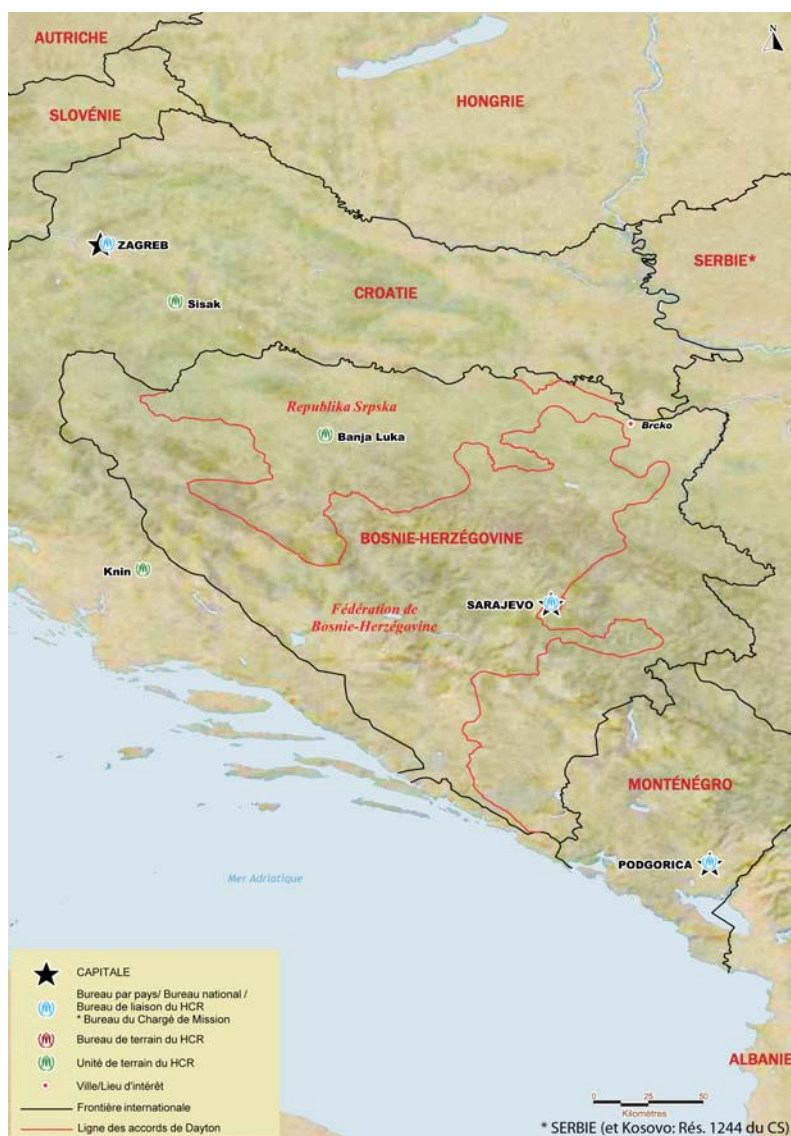 AUTRICHE
N
SLOVÉNIE
HONGRIE
ZAGREB
SERBIE*
Sisak
CROATIE
Republika Srpska
Banja Luka
Brcko
BOSNIE-HERZÉGOVINE
Knin
SARAJEVO
Fédération de
Bosnie-Herzégovine
MONTÉNÉGRO
PODGORICA
Mer Adriatique
CAPITALE
Bureau par pays/ Bureau national /
Bureau de liaison du HCR
* Bureau du Chargé de Mission
Bureau de terrain du HCR
Unité de terrain du HCR
Ville/Lieu d'intérêt
Frontière internationale
Ligne des accords de Dayton
ALBANIE
0 25 50
Kilomètres
* SERBIE (et Kosovo: Rés. 1244 du CS)